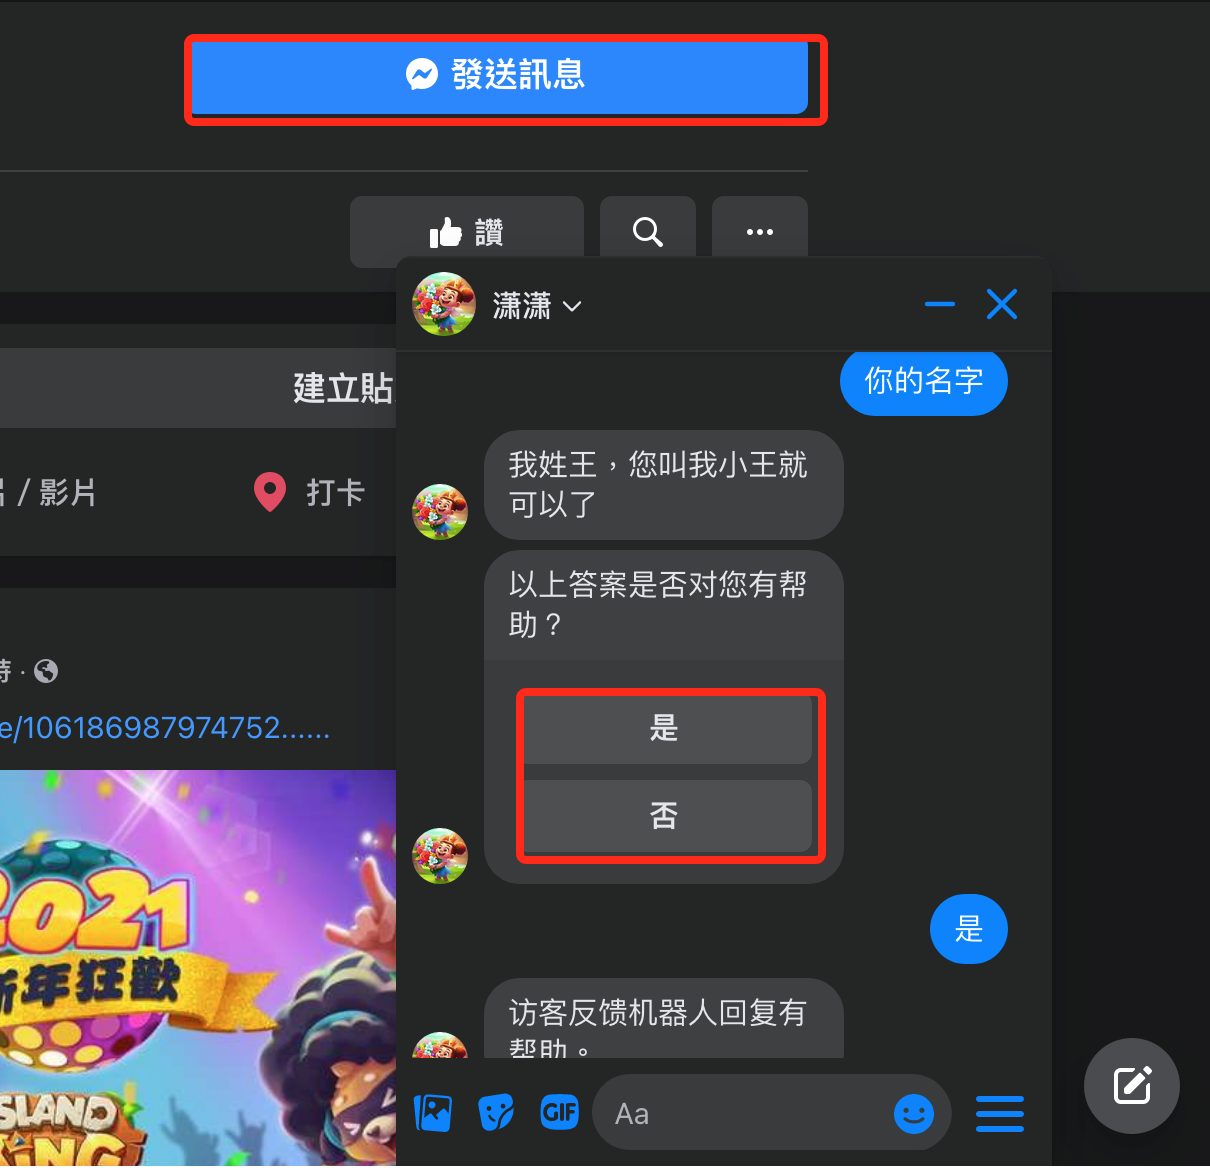 發送訊息
讚
瀟瀟
建立貼
你的名字
我姓王，您叫我小王就
可以了
/ 影片
打卡
以上答案是否对您有帮
助？
時 ·
e/106186987974752......
是
否
2021
新年狂歡
是
访客反馈机器人回复有
帮助。
ISLAND
KING
GIF
Aa